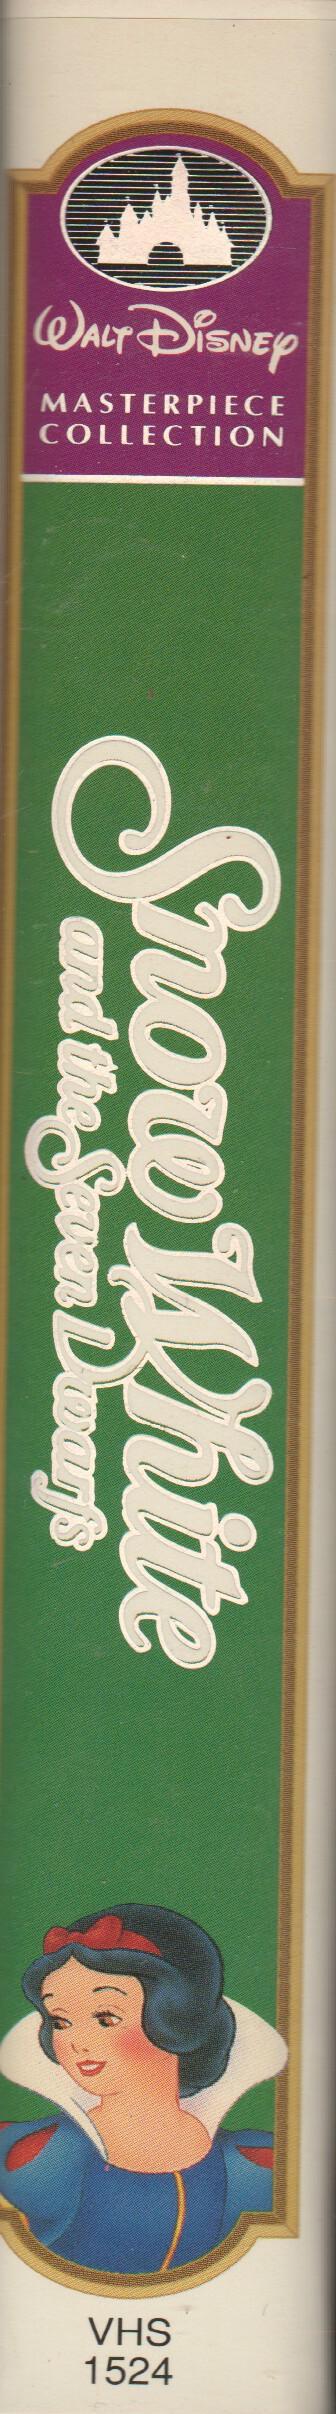 WALT DISNEY
MASTERPIECE
COLLECTION
Snow White
and the Seven Dwarfs
VHS
1524